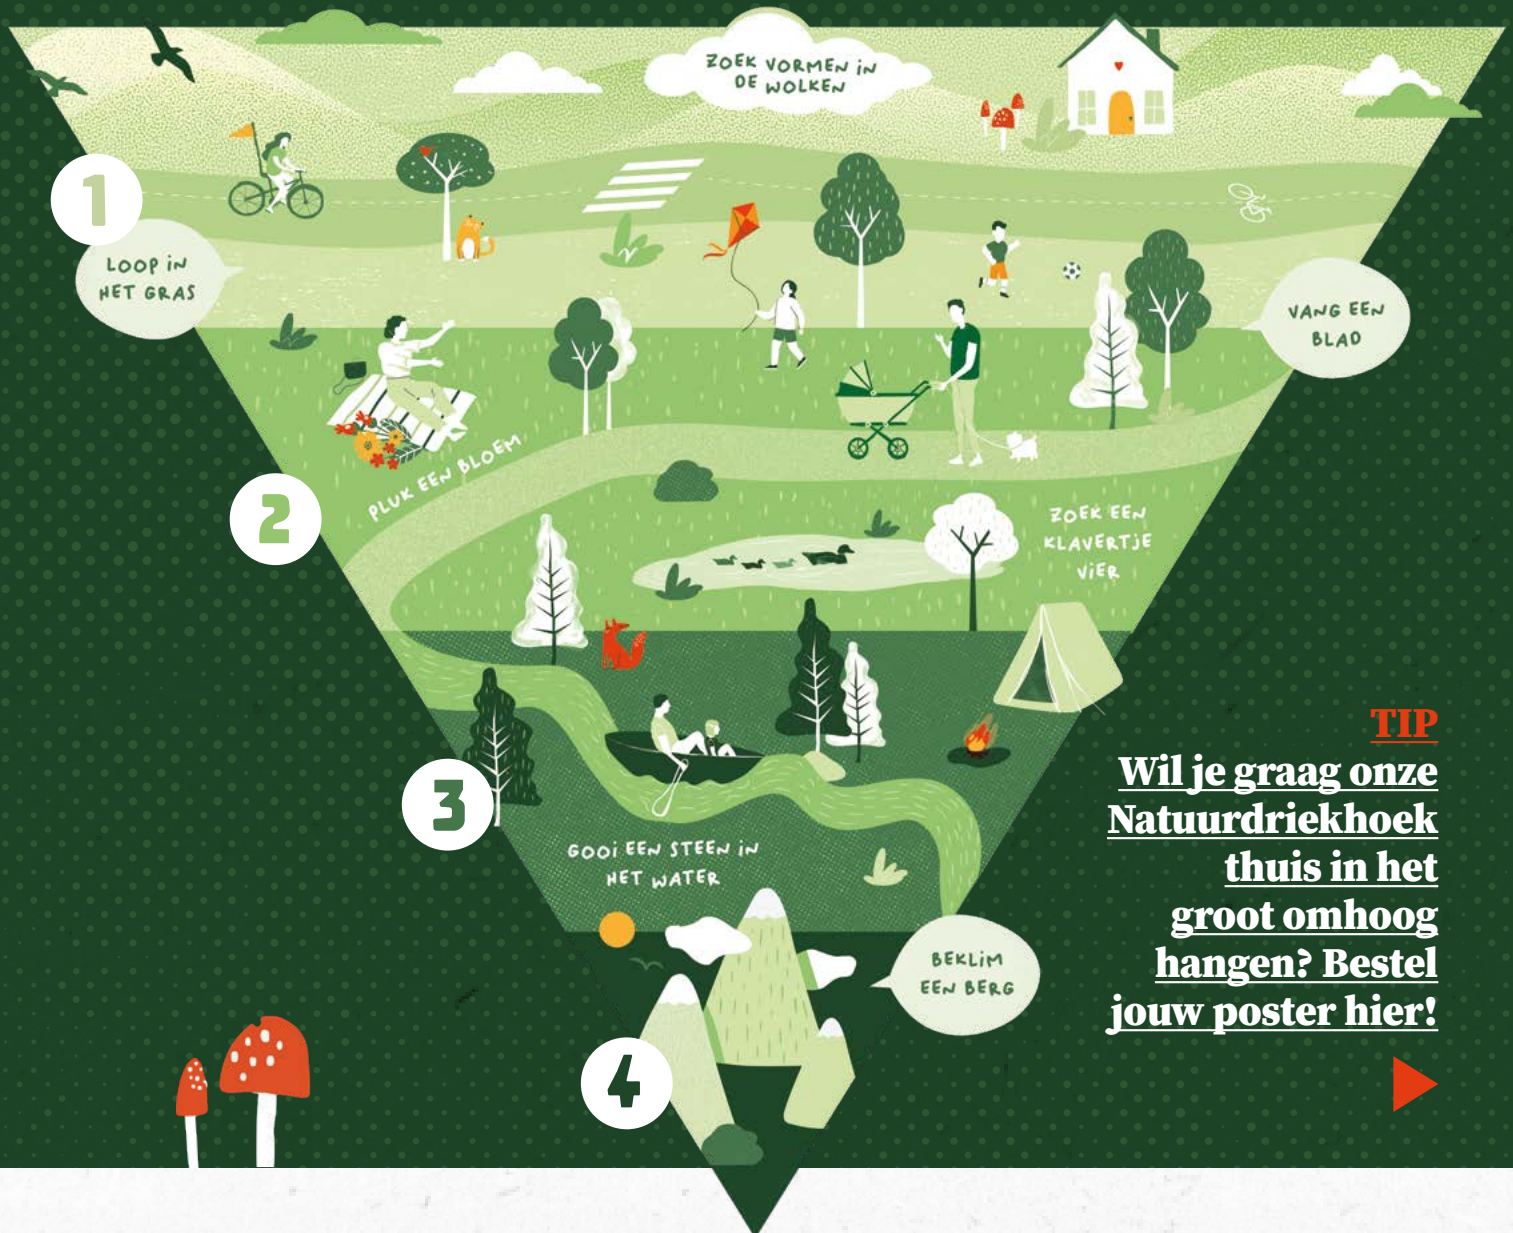 ZOEK VORMEN IN
DE WOLKEN
1
LOOP IN
HET GRAS
VANG EEN
BLAD
PLUK EEN BLOEM
2
ZOEK EEN
KLAVERTJE
VIER
TIP
Wil je graag onze
Natuurdriekhoek
thuis in het
groot omhoog
hangen? Bestel
jouw poster hier!
3
GOOI EEN STEEN IN
HET WATER
BEKLIM
EEN BERG
4